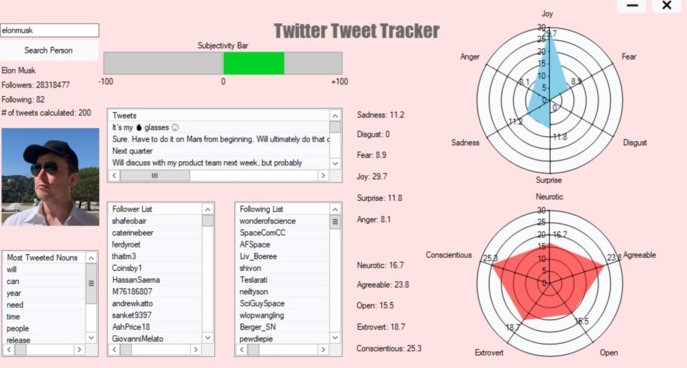 Twitter Tweet Tracker
elonmusk
Search Person
Elon Musk
Followers: 28318477
Following: 82
# of tweets calculated: 200
Subjectivity Bar
-100 0 +100
Tweets
It's my 💧 glasses
Sure. Have to do it on Mars from beginning. Will ultimately do that c
Next quarter
Will discuss with my product team next week, but probably
Most Tweeted Nouns
will
can
year
need
time
people
release
Follower List
shafeobair
caterinebeer
ferdyroet
thaitm3
Coinsby1
HassanSaema
M76186807
andrewkatto
sanket9397
AshPrice18
GiovanniMelato
Following List
wonderofscience
SpaceComCC
AFSpace
Liv_Boeree
shivon
Teslarati
neiltyson
SciGuySpace
wlopwangling
Berger_SN
pewdiepie
Sadness: 11.2
Disgust: 0
Fear: 8.9
Joy: 29.7
Surprise: 11.8
Anger: 8.1
Neurotic: 16.7
Agreeable: 23.8
Open: 15.5
Extrovert: 18.7
Conscientious: 25.3
Joy
30
29.7
25
20
15
10
5
0
Anger
8.1
Fear
8.9
Sadness
11.2
Disgust
0
11.8
Surprise
Neurotic
30
25
20
16.7
15
10
5
0
Conscientious
25.3
23.8
Agreeable
18.7
15.5
Extrovert
Open